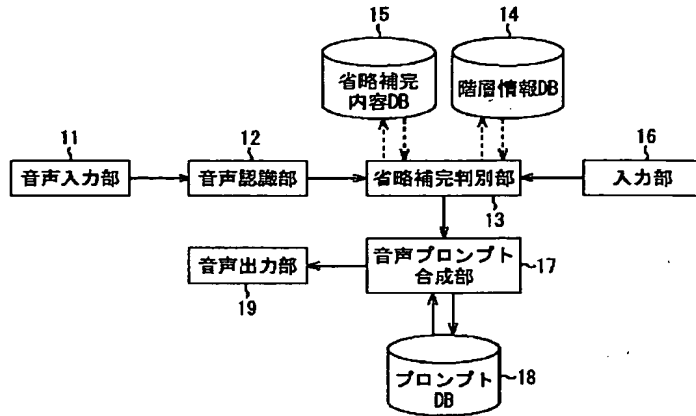 15
14
省略補完
内容DB
階層情報DB
11
12
16
音声入力部
音声認識部
省略補完判別部
入力部
13
音声プロンプト
合成部
17
音声出力部
19
プロンプト
DB
18